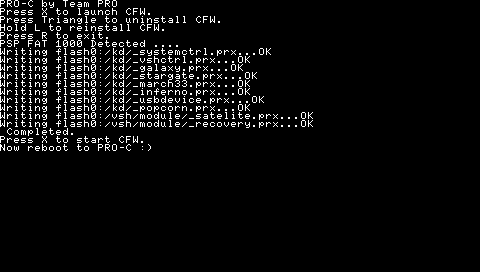 PRO-C by Team PRO
Press X to launch CFW.
Press Triangle to uninstall CFW.
Hold L to reinstall CFW.
Press R to exit.
PSP FAT 1000 Detected ....
Writing flash0:/kd/_systemctrl.prx...OK
Writing flash0:/kd/_vshctrl.prx...OK
Writing flash0:/kd/_galaxy.prx...OK
Writing flash0:/kd/_stargate.prx...OK
Writing flash0:/kd/_march33.prx...OK
Writing flash0:/kd/_inferno.prx...OK
Writing flash0:/kd/_usbdevice.prx...OK
Writing flash0:/kd/_popcorn.prx...OK
Writing flash0:/vsh/module/_satelite.prx...OK
Writing flash0:/vsh/module/_recovery.prx...OK
Completed.
Press X to start CFW.
Now reboot to PRO-C :)